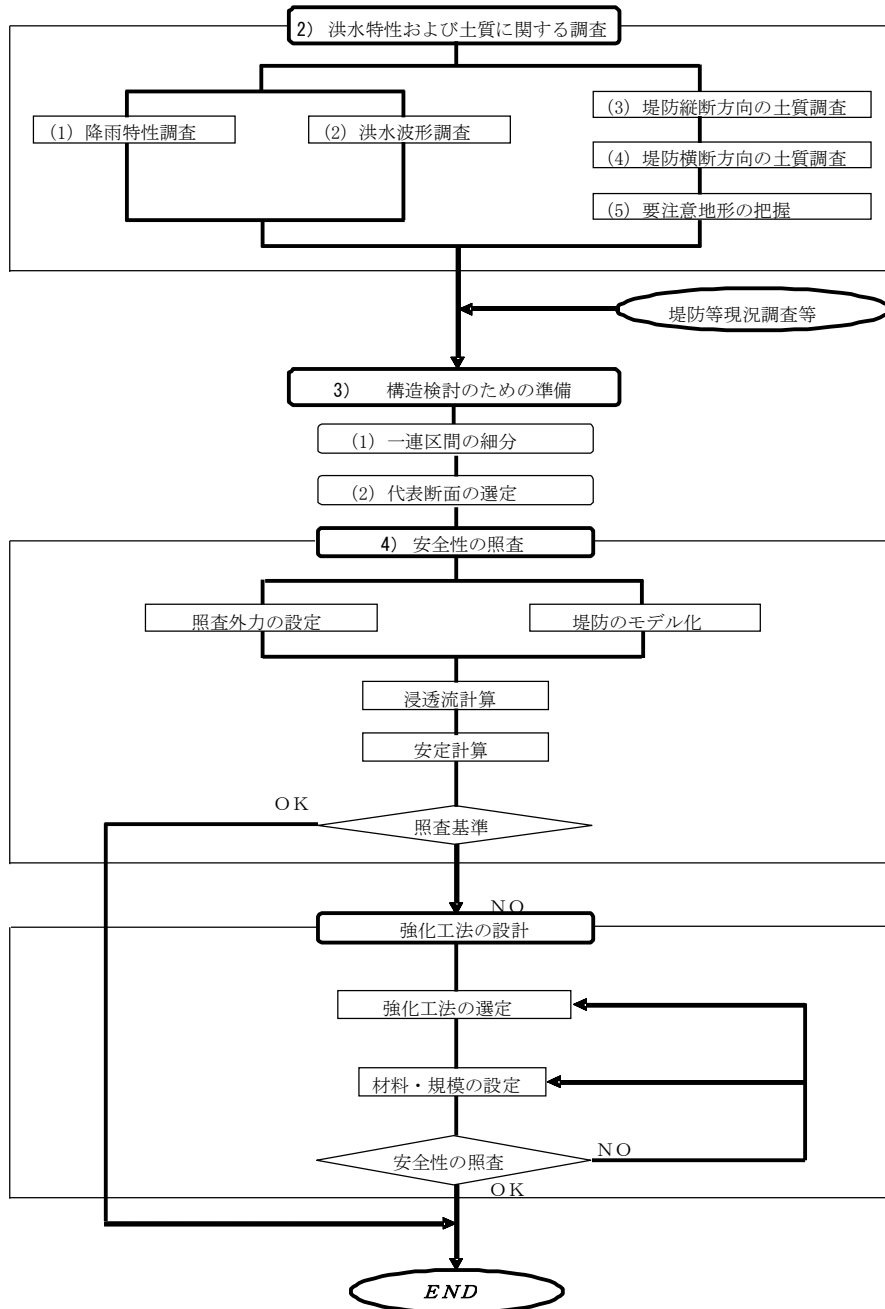 2) 洪水特性および土質に関する調査
(1) 降雨特性調査
(2) 洪水波形調査
(3) 堤防縦断方向の土質調査
(4) 堤防横断方向の土質調査
(5) 要注意地形の把握
堤防等現況調査等
3) 構造検討のための準備
(1) 一連区間の細分
(2) 代表断面の選定
4) 安全性の照査
照査外力の設定
堤防のモデル化
浸透流計算
安定計算
OK
照査基準
NO
強化工法の設計
強化工法の選定
材料・規模の設定
安全性の照査
NO
OK
END